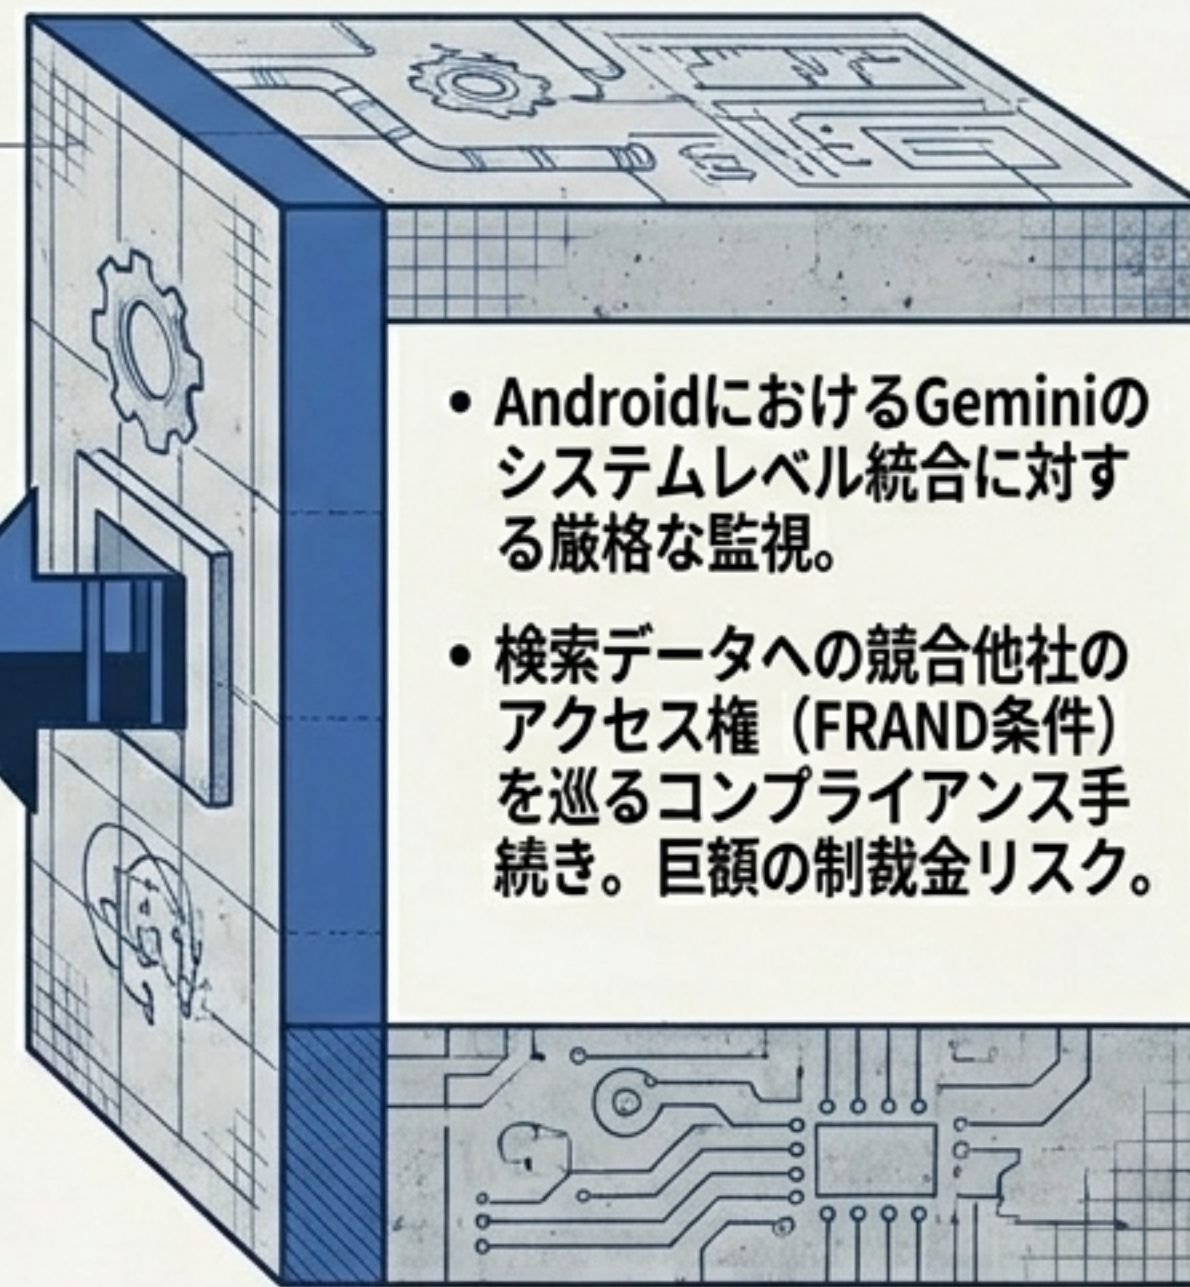 • AndroidにおけるGeminiの
システムレベル統合に対す
る厳格な監視。
• 検索データへの競合他社の
アクセス権（FRAND条件）
を巡るコンプライアンス手
続き。巨額の制裁金リスク。